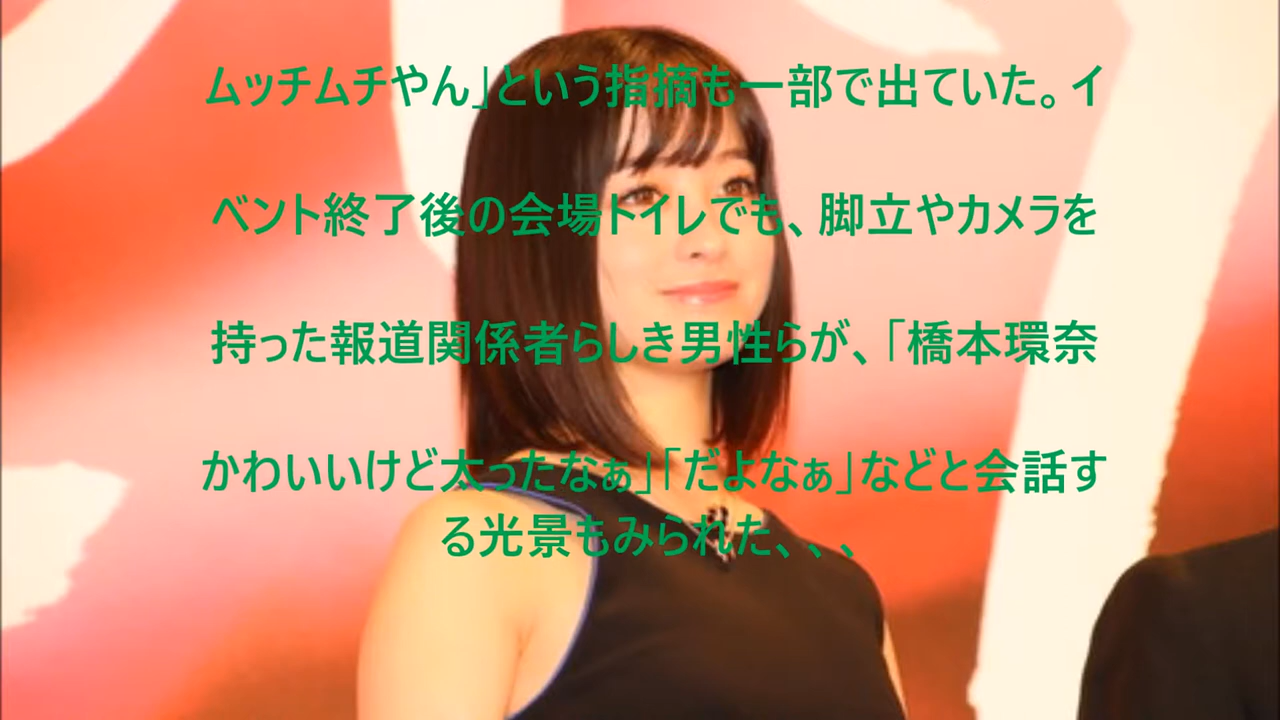 ムッチムチやん」という指摘も一部で出ていた。イ
ベント終了後の会場トイレでも、脚立やカメラを
持った報道関係者らしき男性らが、「橋本環奈
かわいいけど太ったなぁ」「だよなぁ」などと会話す
る光景もみられた、、、